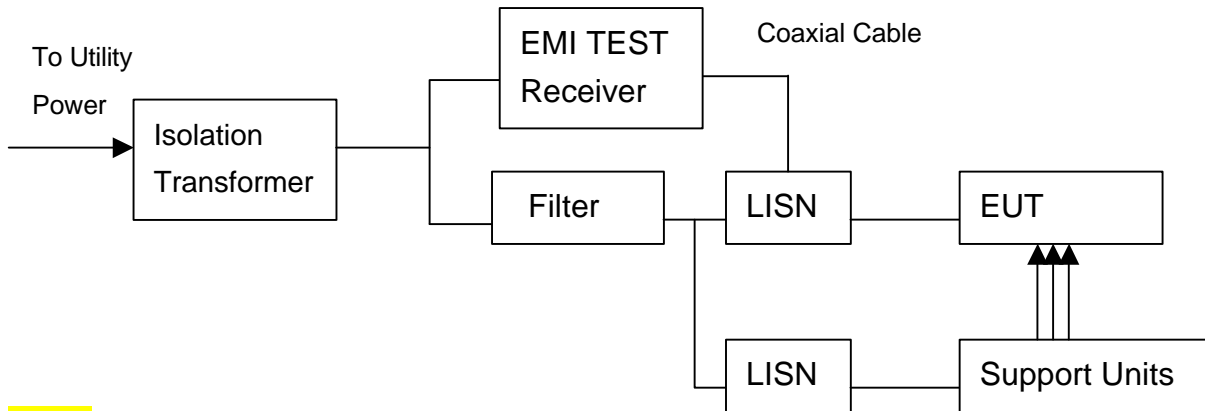 To Utility
Power
Isolation
Transformer
EMI TEST
Receiver
Coaxial Cable
Filter
LISN
EUT
LISN
Support Units